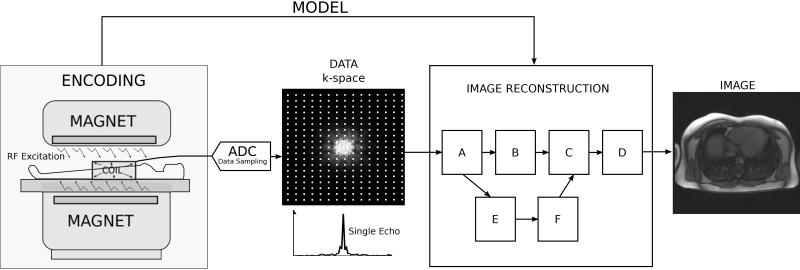 MODEL
ENCODING
MAGNET
RF Excitation
COIL
MAGNET
ADC
Data Sampling
DATA
k-space
Single Echo
IMAGE RECONSTRUCTION
A B C D
E F
IMAGE